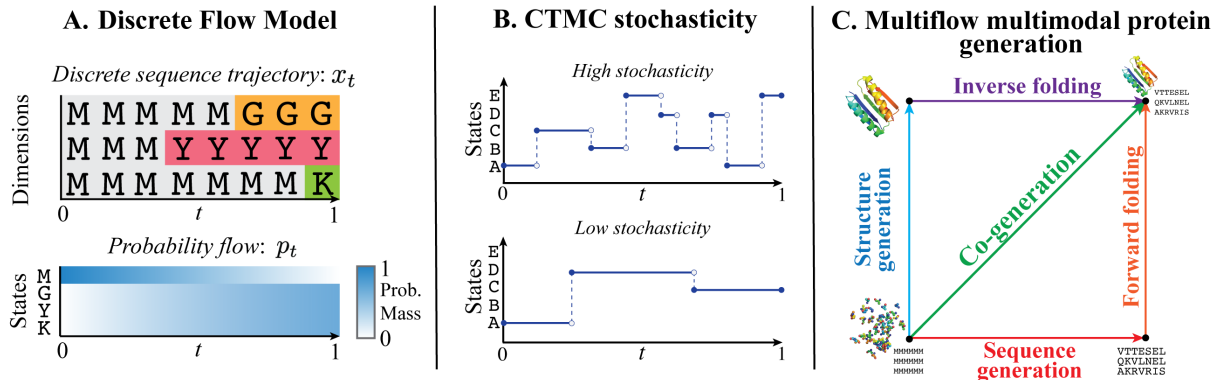 A. Discrete Flow Model
Discrete sequence trajectory: x_t
Dimensions
M M M M M G G G
M M M Y Y Y Y Y
M M M M M M M K
0 t 1
Probability flow: p_t
States
M
G
Y
K
0 t 1
1
Prob.
Mass
0
B. CTMC stochasticity
High stochasticity
States
E
D
C
B
A
0 t 1
Low stochasticity
States
E
D
C
B
A
0 t 1
C. Multiflow multimodal protein
generation
Inverse folding
VTTESEL
QKVLNEL
AKRVRIS
Structure
generation
Co-generation
Forward folding
MMMMMM
MMMMMM
MMMMMM
Sequence
generation
VTTESEL
QKVLNEL
AKRVRIS